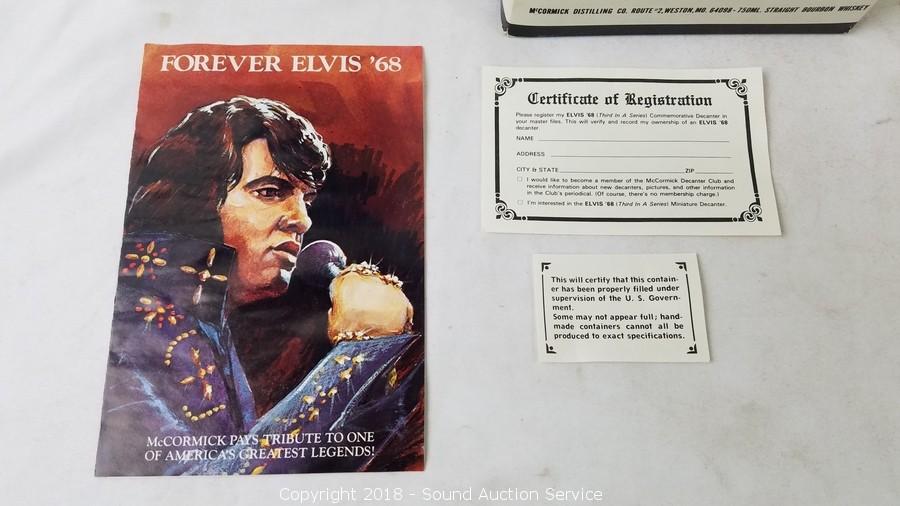 McCORMICK DISTILLING CO. ROUTE #2, WESTON, MO. 64098 - 750ML. STRAIGHT BOURBON WHISKEY
FOREVER ELVIS '68
McCORMICK PAYS TRIBUTE TO ONE
OF AMERICA'S GREATEST LEGENDS!
Certificate of Registration
Please register my ELVIS '68 (Third In A Series) Commemorative Decanter in
your master files. This will verify and record my ownership of an ELVIS '68
decanter.
NAME
ADDRESS
CITY & STATE ZIP
I would like to become a member of the McCormick Decanter Club and
receive information about new decanters, pictures, and other information
in the Club's periodical. (Of course, there's no membership charge.)
I'm interested in the ELVIS '68 (Third In A Series) Miniature Decanter.
This will certify that this contain-
er has been properly filled under
supervision of the U. S. Govern-
ment.
Some may not appear full; hand-
made containers cannot all be
produced to exact specifications.
Copyright 2018 - Sound Auction Service